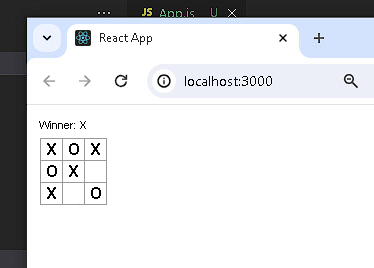 JS App.js U
React App
localhost:3000
Winner: X
X O X
O X
X O